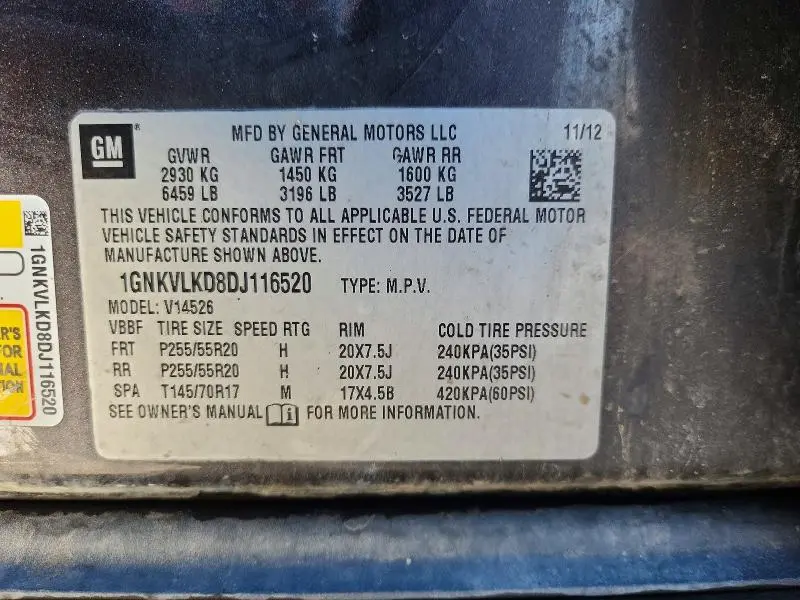 GM
MFD BY GENERAL MOTORS LLC 11/12
GVWR GAWR FRT GAWR RR
2930 KG 1450 KG 1600 KG
6459 LB 3196 LB 3527 LB
THIS VEHICLE CONFORMS TO ALL APPLICABLE U.S. FEDERAL MOTOR
VEHICLE SAFETY STANDARDS IN EFFECT ON THE DATE OF
MANUFACTURE SHOWN ABOVE.
1GNKVLKD8DJ116520 TYPE: M.P.V.
MODEL: V14526
VBBF TIRE SIZE SPEED RTG RIM COLD TIRE PRESSURE
FRT P255/55R20 H 20X7.5J 240KPA(35PSI)
RR P255/55R20 H 20X7.5J 240KPA(35PSI)
SPA T145/70R17 M 17X4.5B 420KPA(60PSI)
SEE OWNER'S MANUAL FOR MORE INFORMATION.
1GNKVLKD8DJ116520
FOR